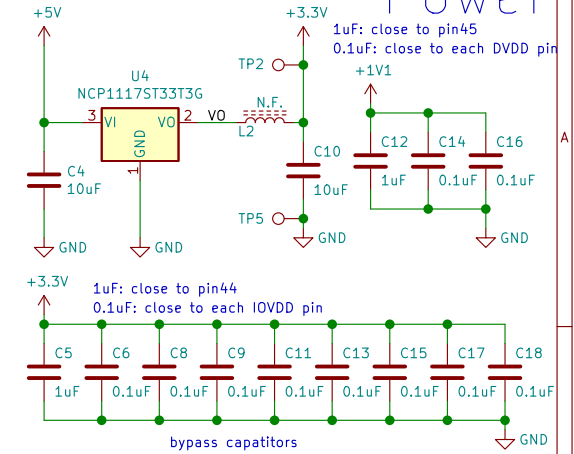 Power
+5V
+3.3V
1uF: close to pin45
0.1uF: close to each DVDD pin
TP2
U4
NCP1117ST33T3G
+1V1
3 VI VO 2 VO
GND
1
N.F.
L2
C4
10uF
C10
10uF
C12
1uF
C14
0.1uF
C16
0.1uF
A
TP5
GND
GND
GND
GND
+3.3V
1uF: close to pin44
0.1uF: close to each IOVDD pin
C5
1uF
C6
0.1uF
C8
0.1uF
C9
0.1uF
C11
0.1uF
C13
0.1uF
C15
0.1uF
C17
0.1uF
C18
0.1uF
bypass capatitors
GND